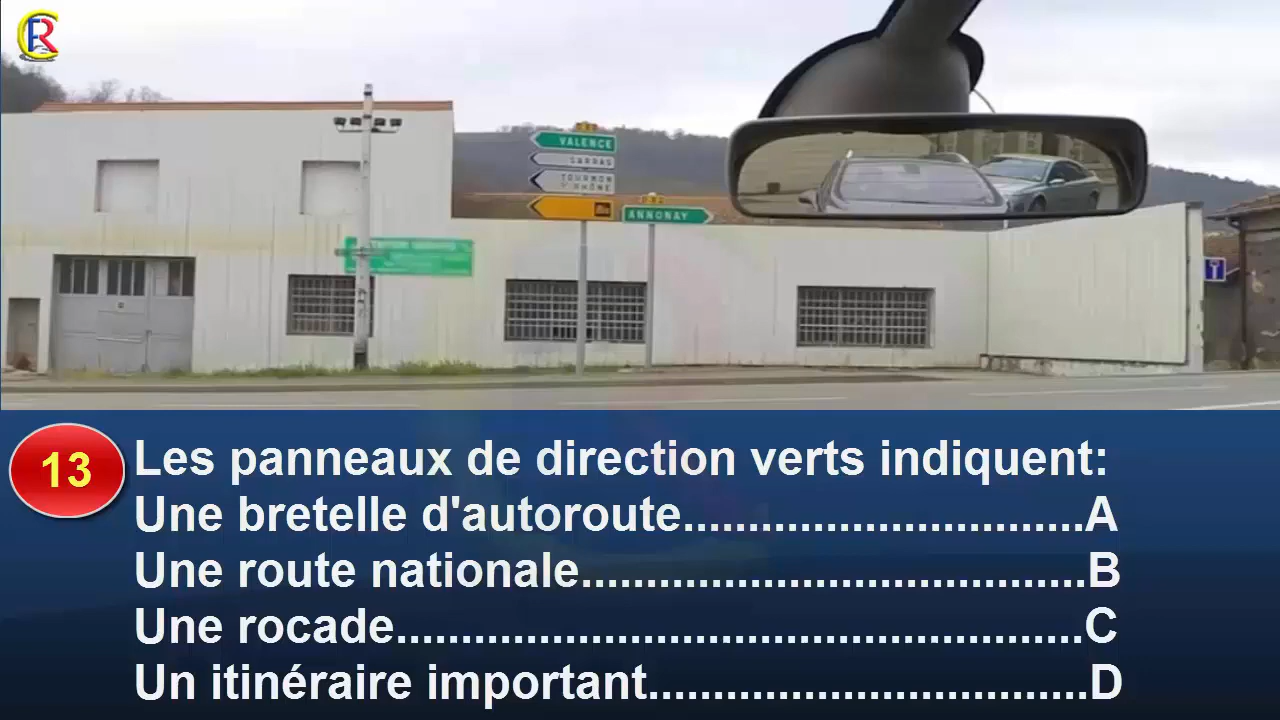 VALENCE
SARRAS
TOURNON
S/ RHÔNE
ANNONAY
13
Les panneaux de direction verts indiquent:
Une bretelle d'autoroute...............................A
Une route nationale.......................................B
Une rocade.....................................................C
Un itinéraire important..................................D